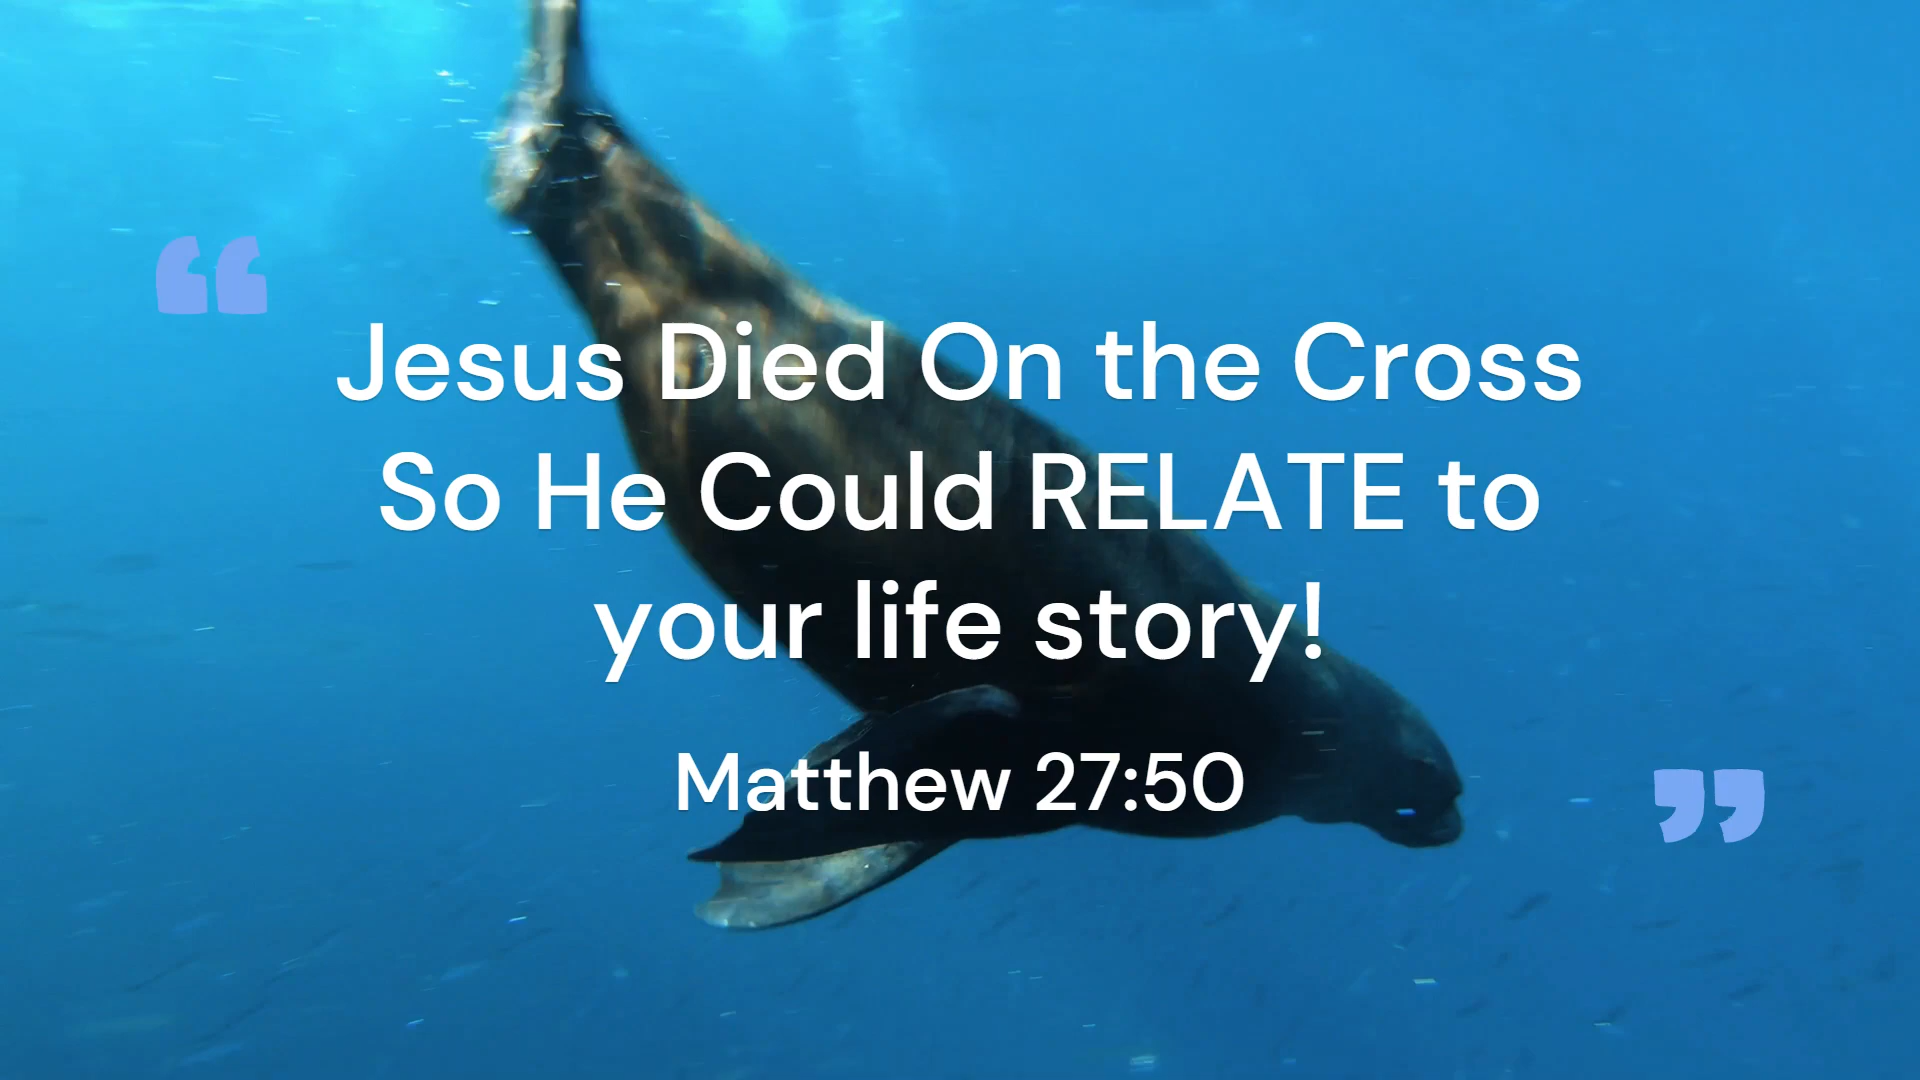 “
Jesus Died On the Cross
So He Could RELATE to
your life story!
Matthew 27:50
”